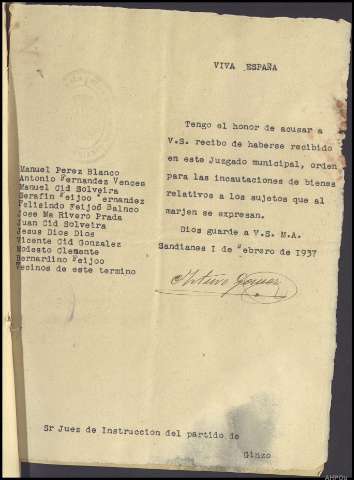 VIVA ESPAÑA
Tengo el honor de acusar a
V.S. recibo de haberse recibido
en este Juzgado municipal, orden
para las incautaciones de bienes
relativos a los sujetos que al
marjen se expresan.
Dios guarde a V.S. M.A.
Sandianes I de Febrero de 1937
Arturo Gomez
Manuel Perez Blanco
Antonio Fernandez Vences
Manuel Cid Solveira
Serafin Feijoo Fernandez
Felisindo Feijoó Balnco
Jose Ma Rivero Prada
Juan Cid Solveira
Jesus Dios Dios
Vicente Cid Gonzalez
Modesto Clemente
Bernardino Feijoo
Vecinos de este termino
Sr Juez de Instruccion del partido de
Ginzo
AHPOu